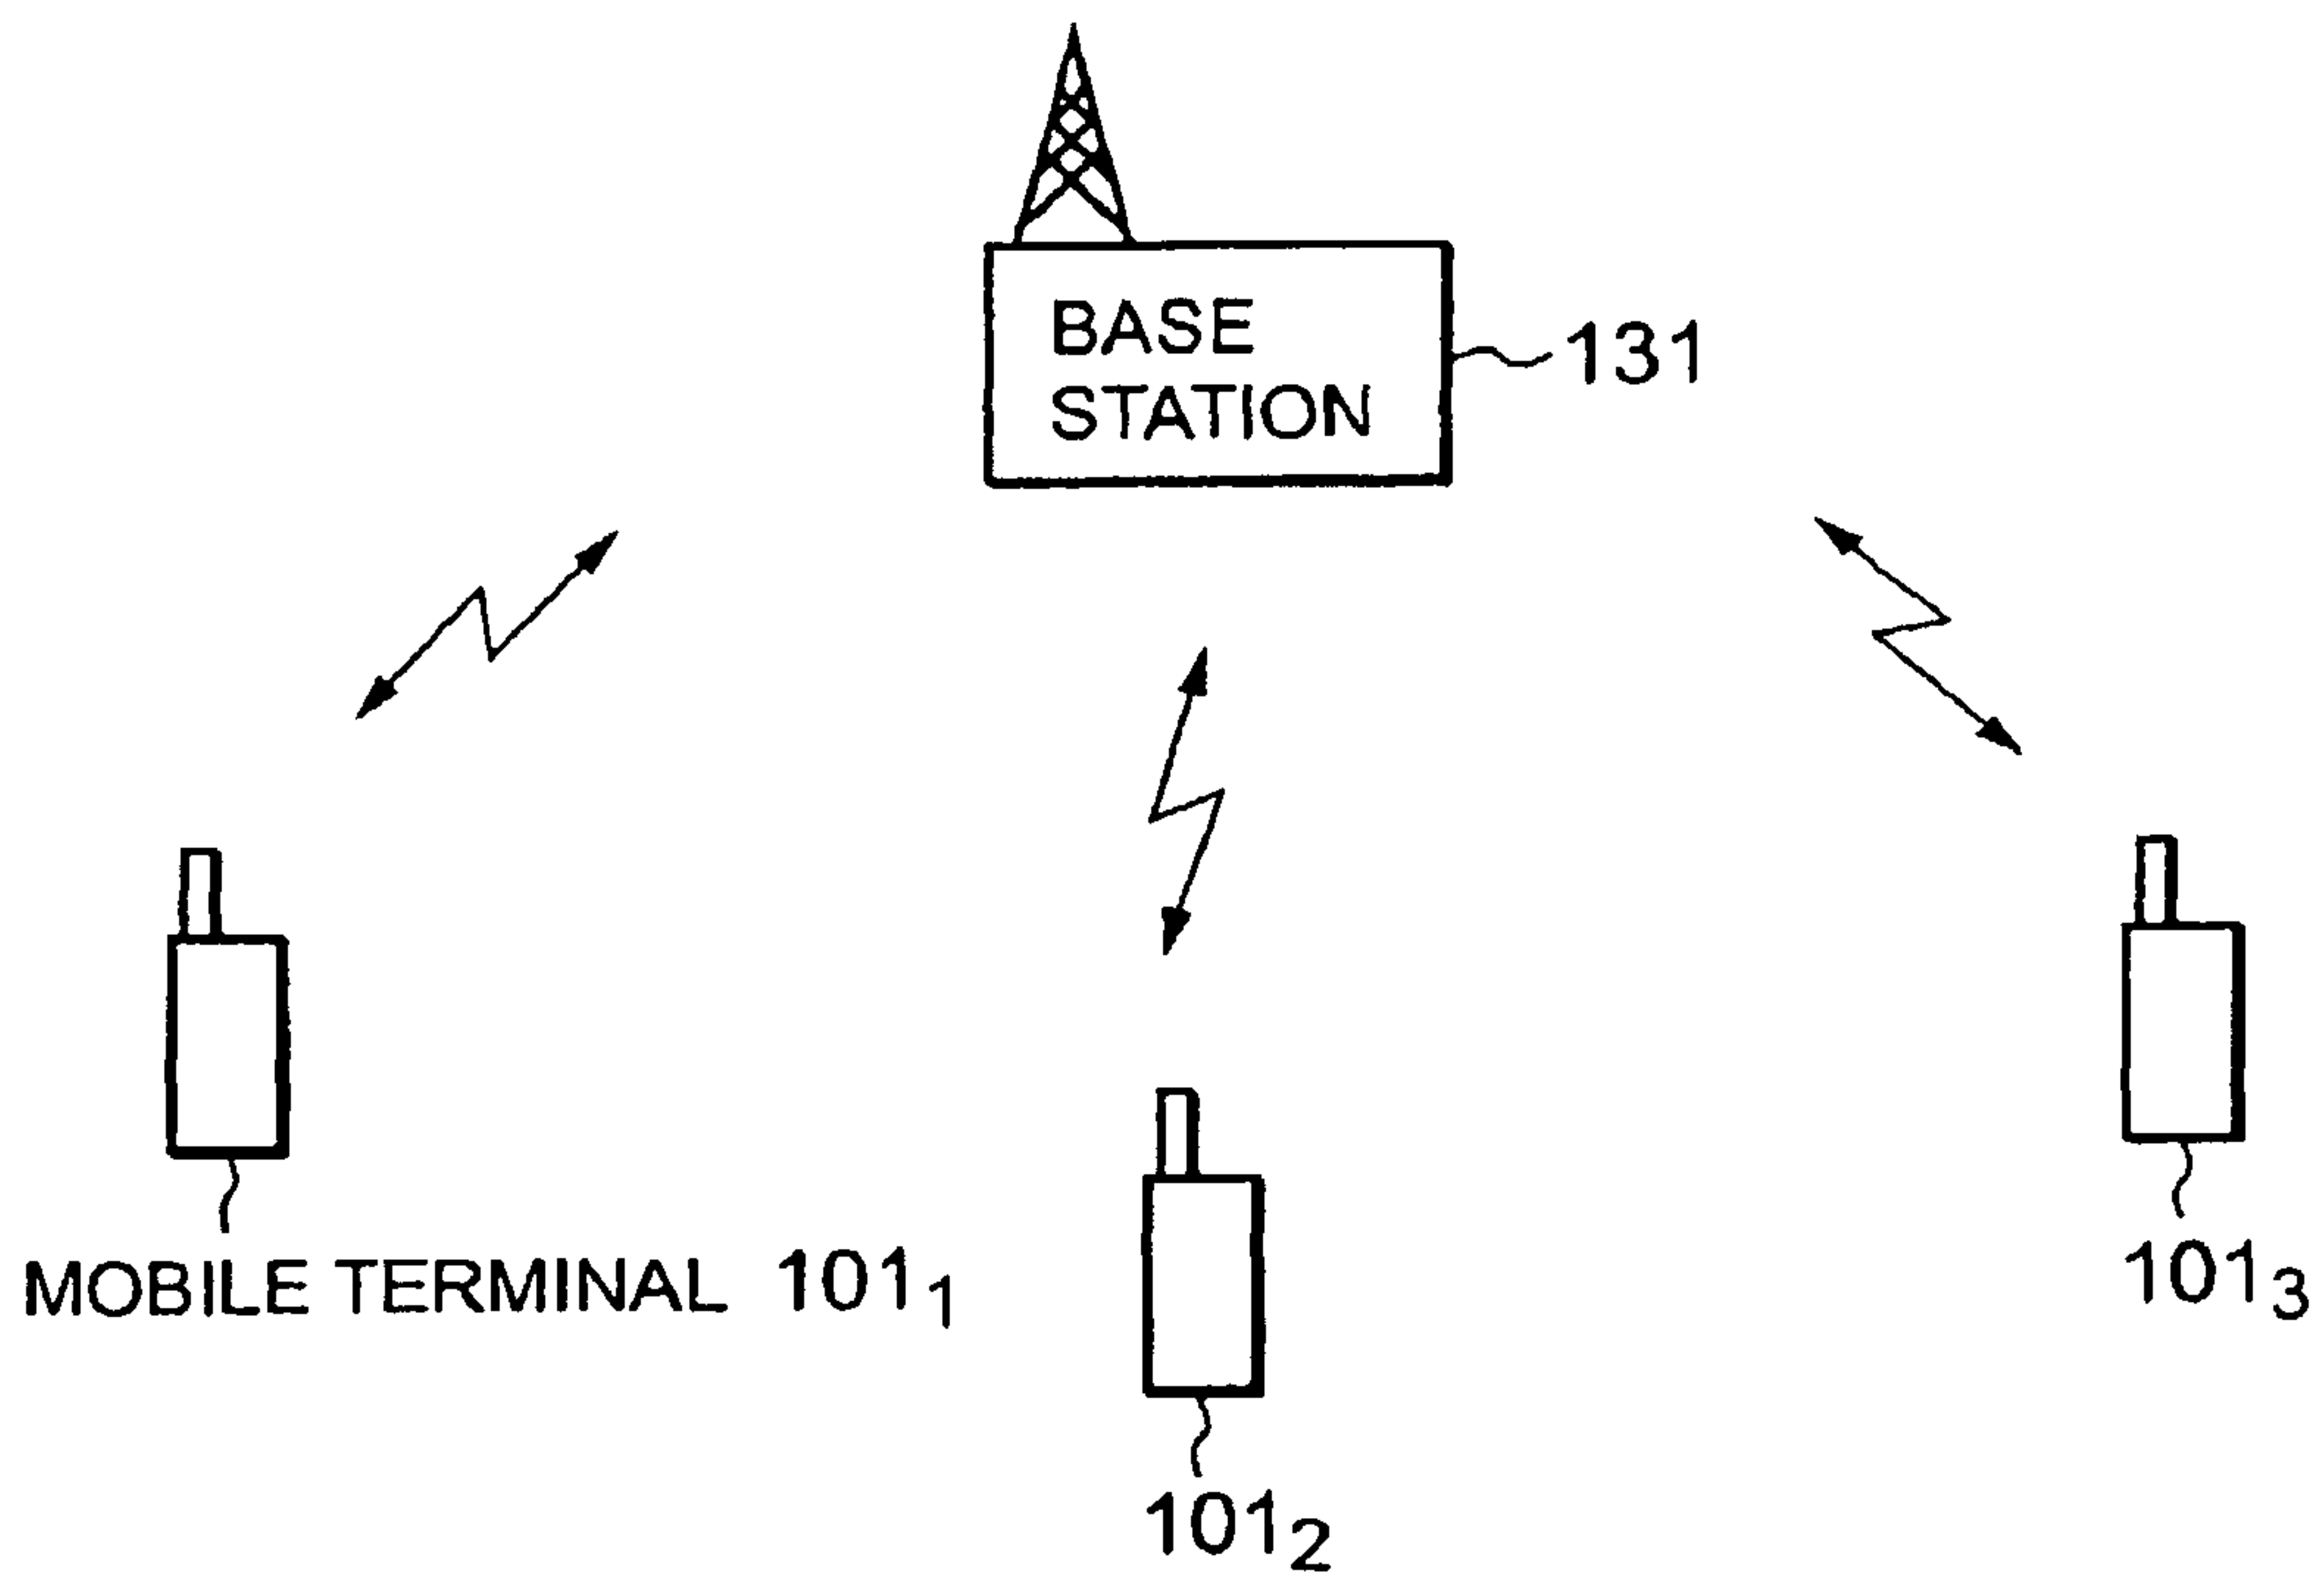 BASE
STATION
131
MOBILE TERMINAL 101₁
101₂
101₃